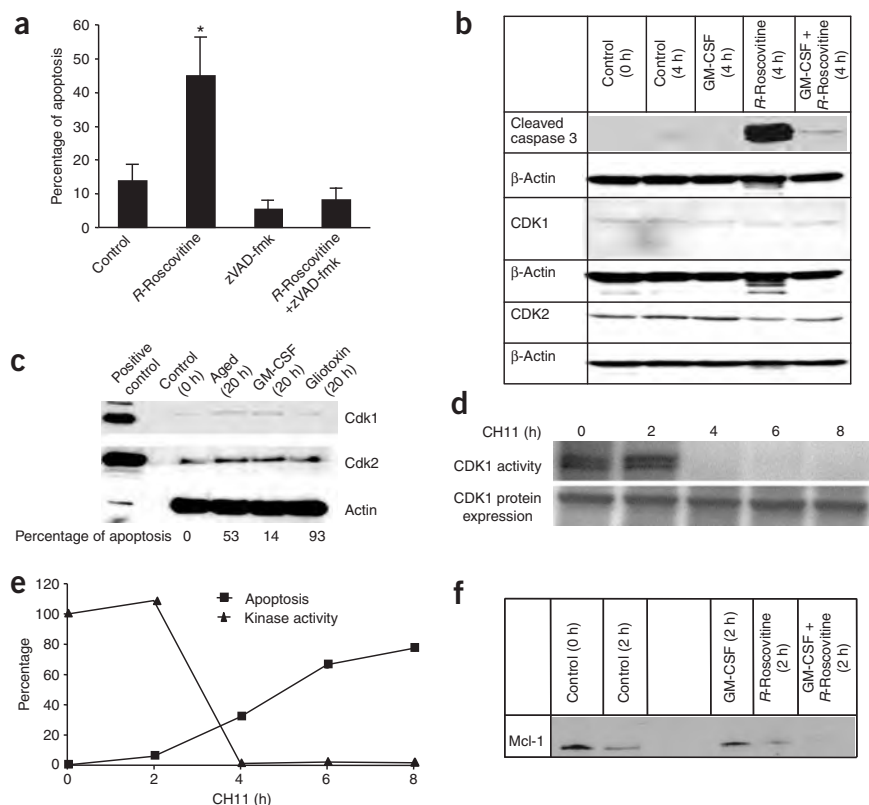 a
Percentage of apoptosis
60
50
40
30
20
10
0
*
Control
R-Roscovitine
zVAD-fmk
R-Roscovitine
+zVAD-fmk
b
Control
(0 h)
Control
(4 h)
GM-CSF
(4 h)
R-Roscovitine
(4 h)
GM-CSF +
R-Roscovitine
(4 h)
Cleaved
caspase 3
β-Actin
CDK1
β-Actin
CDK2
β-Actin
c
Positive
control
Control
(0 h)
Aged
(20 h)
GM-CSF
(20 h)
Gliotoxin
(20 h)
Cdk1
Cdk2
Actin
Percentage of apoptosis 0 53 14 93
d
CH11 (h) 0 2 4 6 8
CDK1 activity
CDK1 protein
expression
e
Percentage
120
100
80
60
40
20
0
Apoptosis
Kinase activity
0 2 4 6 8
CH11 (h)
f
Control (0 h)
Control (2 h)
GM-CSF (2 h)
R-Roscovitine
(2 h)
GM-CSF +
R-Roscovitine
(2 h)
Mcl-1